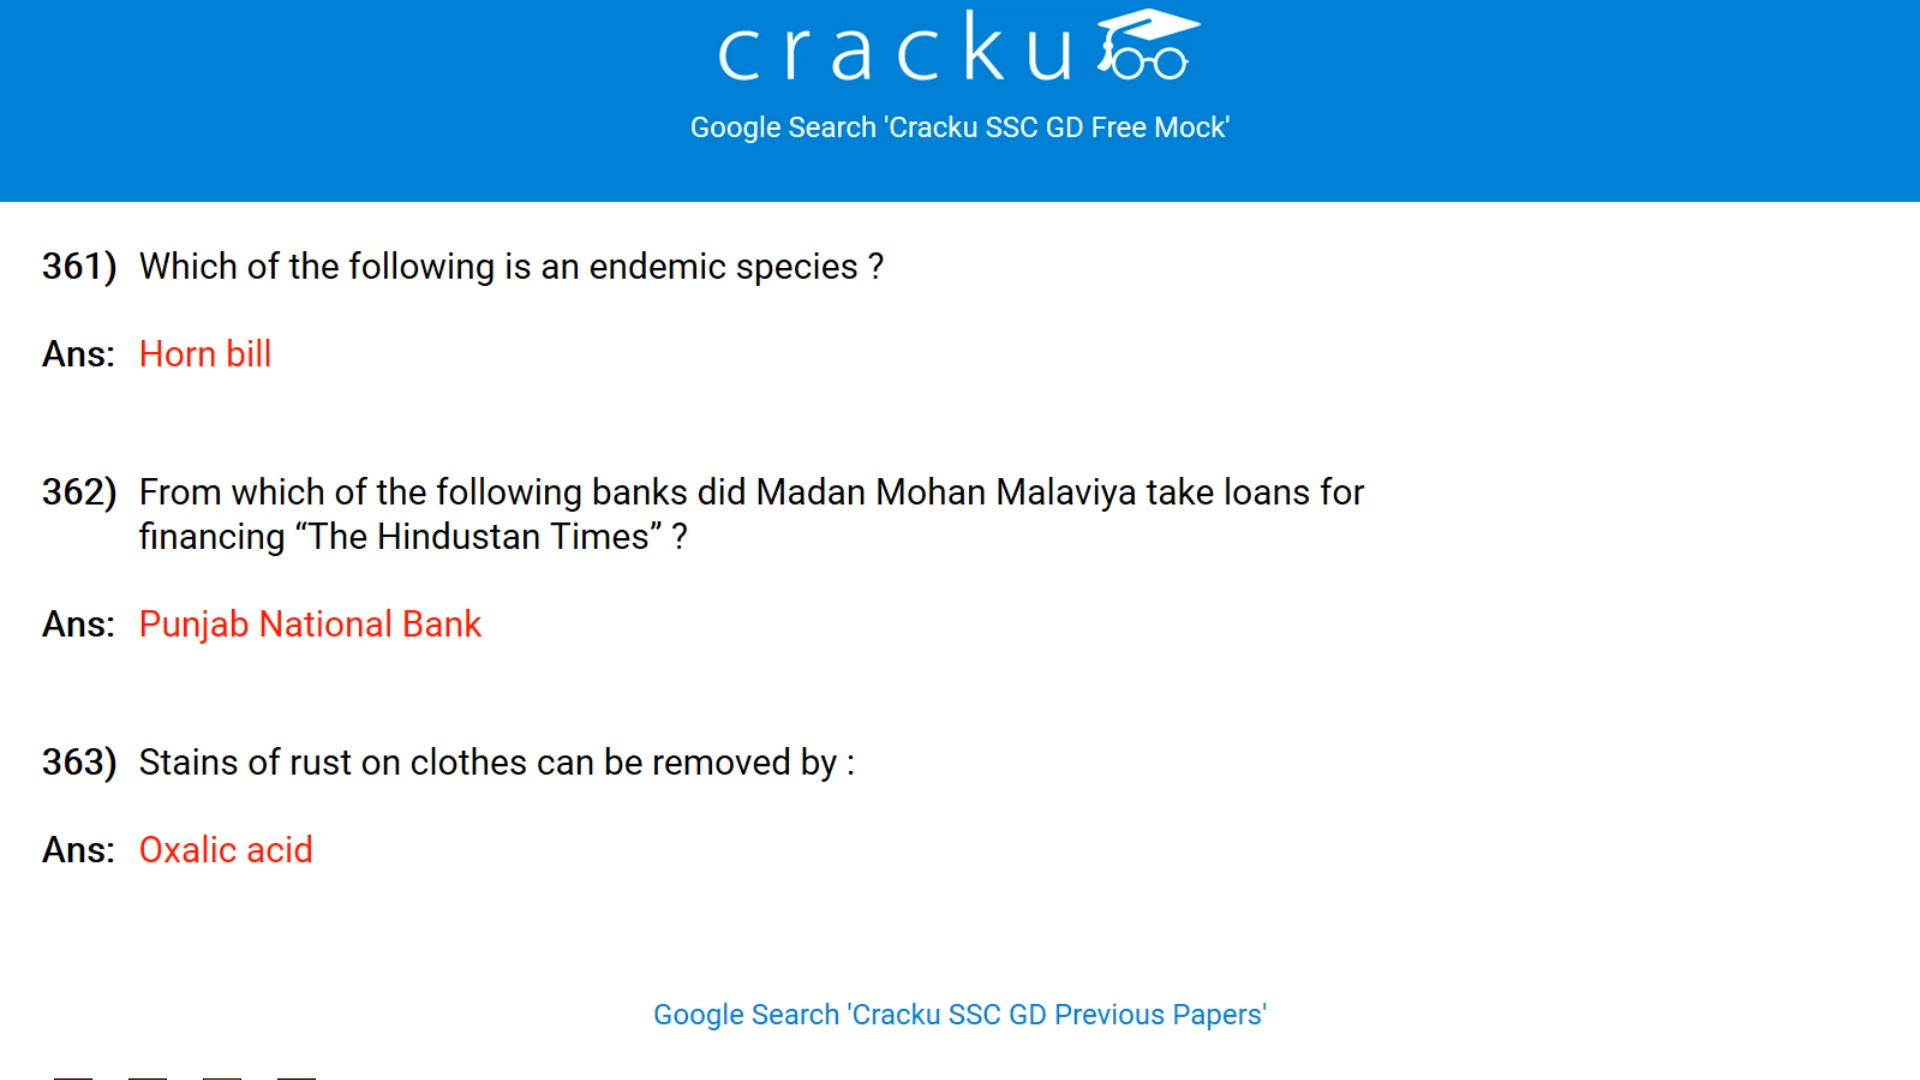 cracku
Google Search 'Cracku SSC GD Free Mock'
361) Which of the following is an endemic species ?
Ans: Horn bill
362) From which of the following banks did Madan Mohan Malaviya take loans for
financing “The Hindustan Times” ?
Ans: Punjab National Bank
363) Stains of rust on clothes can be removed by :
Ans: Oxalic acid
Google Search 'Cracku SSC GD Previous Papers'